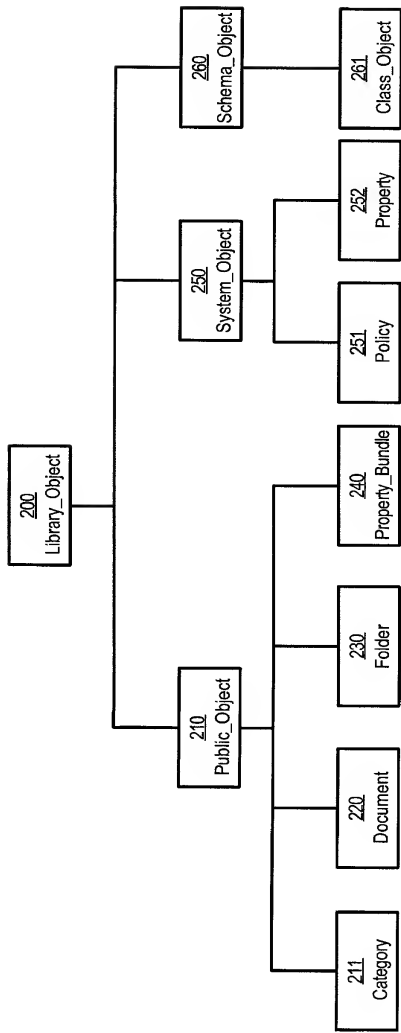 200
Library_Object
210
Public_Object
250
System_Object
260
Schema_Object
211
Category
220
Document
230
Folder
240
Property_Bundle
251
Policy
252
Property
261
Class_Object